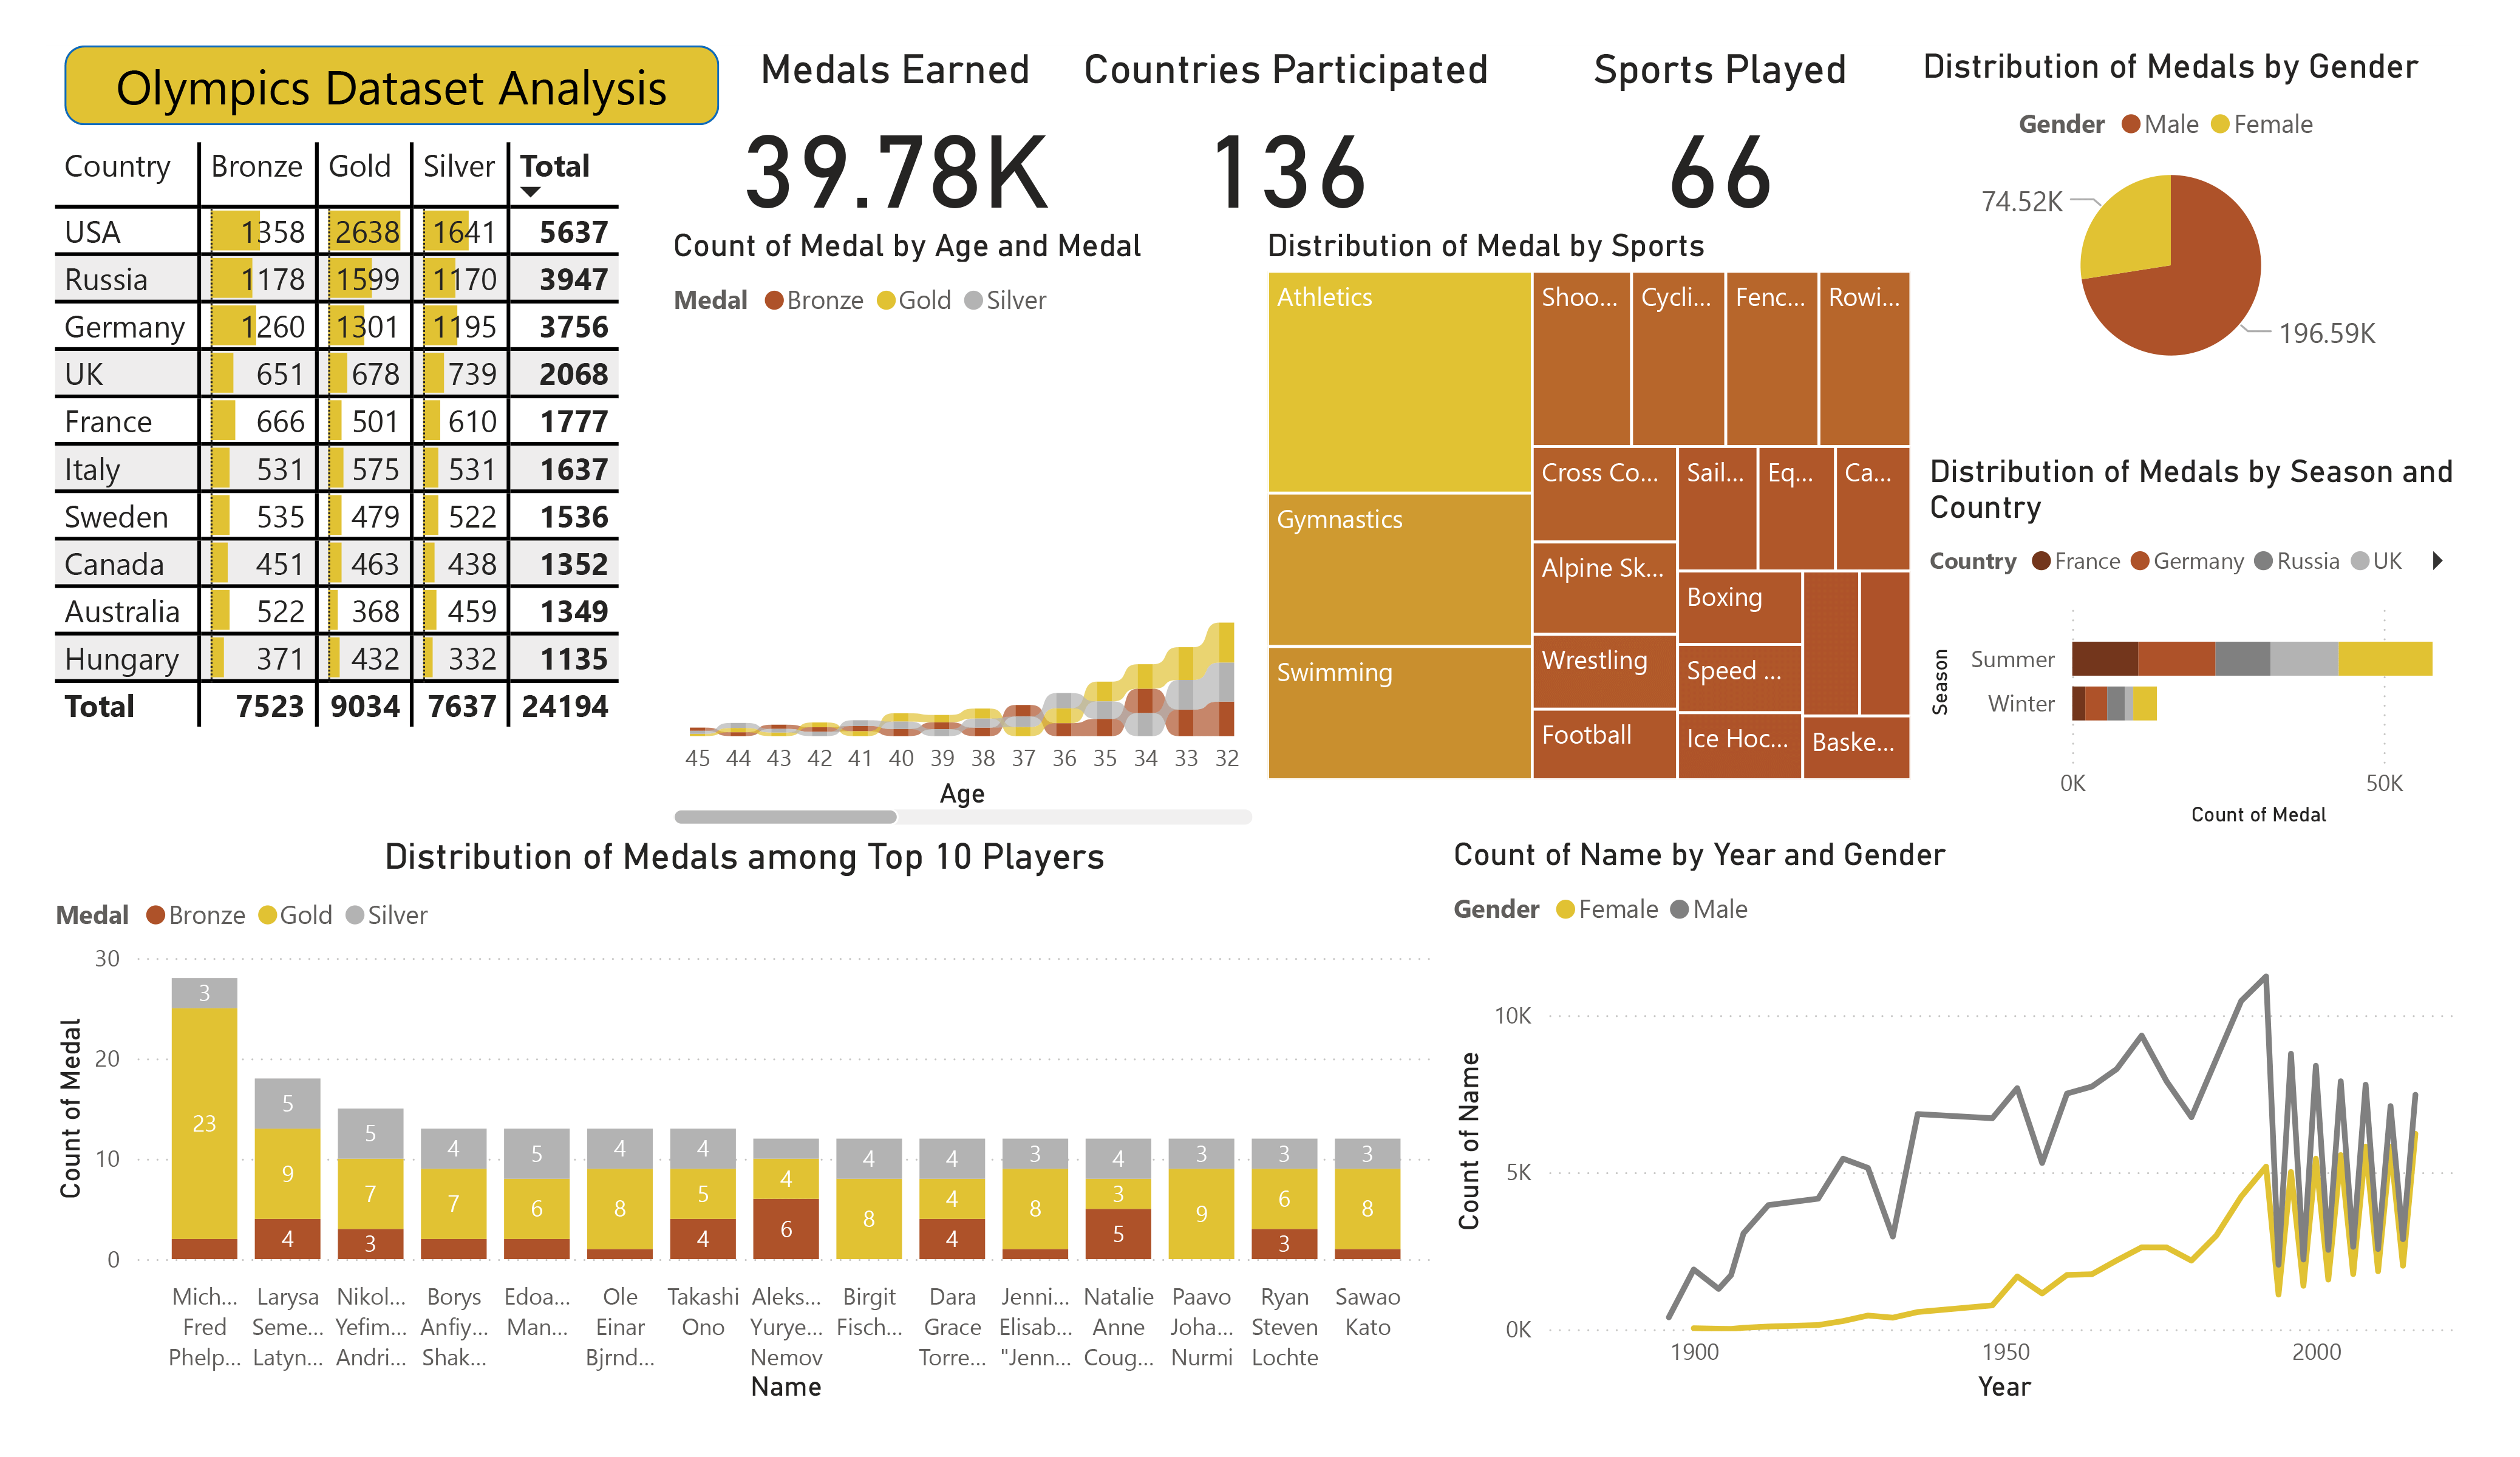 Olympics Dataset Analysis
Country Bronze Gold Silver Total
USA 1358 2638 1641 5637
Russia 1178 1599 1170 3947
Germany 1260 1301 1195 3756
UK 651 678 739 2068
France 666 501 610 1777
Italy 531 575 531 1637
Sweden 535 479 522 1536
Canada 451 463 438 1352
Australia 522 368 459 1349
Hungary 371 432 332 1135
Total 7523 9034 7637 24194
Medals Earned
39.78K
Countries Participated
136
Sports Played
66
Count of Medal by Age and Medal
Medal Bronze Gold Silver
45 44 43 42 41 40 39 38 37 36 35 34 33 32
Age
Distribution of Medal by Sports
Athletics
Gymnastics
Swimming
Shoo... Cycli... Fenc... Rowi...
Cross Co... Sail... Eq... Ca...
Alpine Sk...
Boxing
Wrestling
Speed ...
Football
Ice Hoc...
Baske...
Distribution of Medals by Gender
Gender Male Female
74.52K
196.59K
Distribution of Medals by Season and
Country
Country France Germany Russia UK
Season
Summer
Winter
0K 50K
Count of Medal
Distribution of Medals among Top 10 Players
Medal Bronze Gold Silver
Count of Medal
30
20
10
0
3 23
5 9 4
5 7 3
4 7
5 6
4 8
4 5 4
4 6
4 8
4 4 4
3 8
4 3 5
3 9
3 6 3
3 8
Mich... Larysa Nikol... Borys Edoa... Ole Takashi Aleks... Birgit Dara Jenni... Natalie Paavo Ryan Sawao
Fred Seme... Yefim... Anfiy... Man... Einar Ono Yurye... Fisch... Grace Elisab... Anne Joha... Steven Kato
Phelp... Latyn... Andri... Shak... Bjrnd... Nemov Torre... "Jenn... Coug... Nurmi Lochte
Name
Count of Name by Year and Gender
Gender Female Male
Count of Name
10K
5K
0K
1900 1950 2000
Year